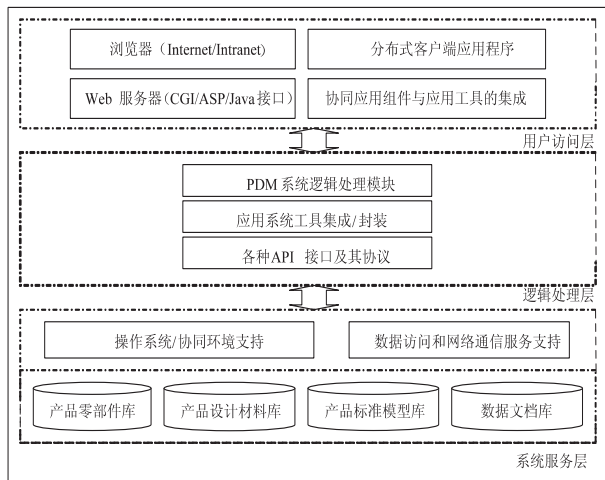 浏览器（Internet/Intranet)
分布式客户端应用程序
Web 服务器(CGI/ASP/Java接口)
协同应用组件与应用工具的集成
用户访问层
PDM 系统逻辑处理模块
应用系统工具集成/封装
各种API 接口及其协议
逻辑处理层
操作系统/协同环境支持
数据访问和网络通信服务支持
产品零部件库
产品设计材料库
产品标准模型库
数据文档库
系统服务层